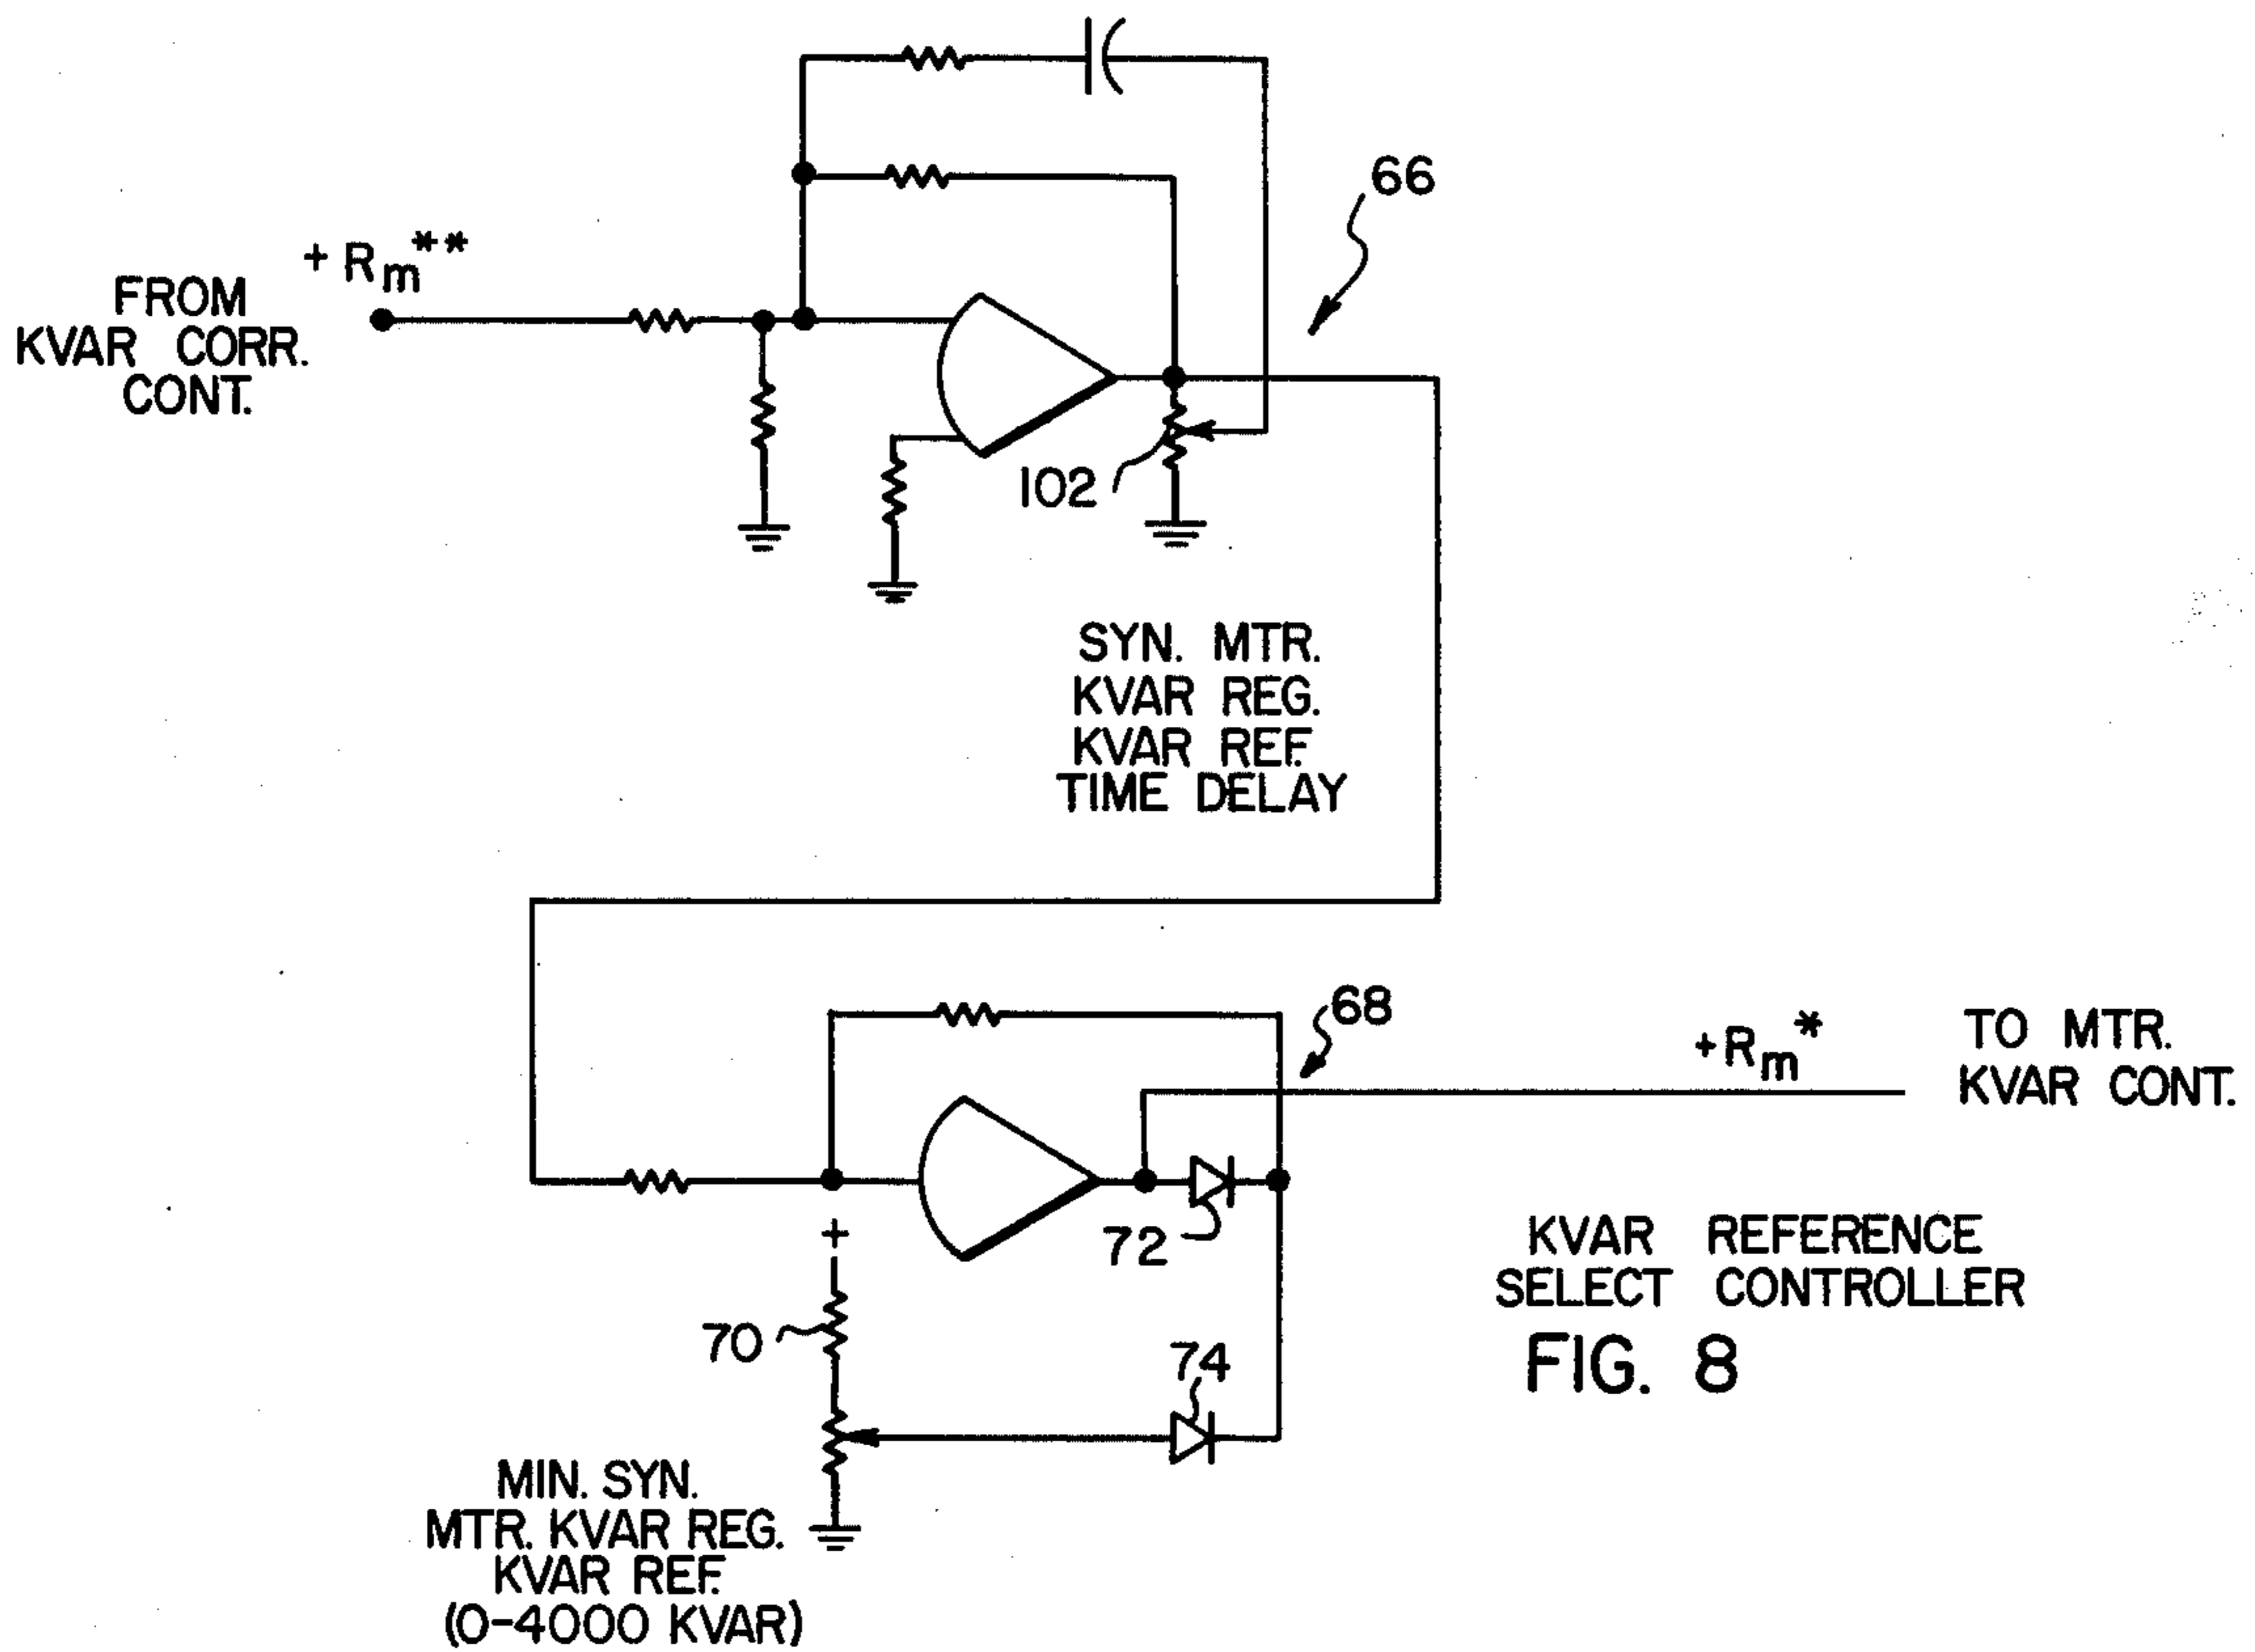 + Rm**
FROM
KVAR CORR.
CONT.
66
102
SYN. MTR.
KVAR REG.
KVAR REF.
TIME DELAY
68
+Rm*
TO MTR.
KVAR CONT.
72
+
70
74
KVAR REFERENCE
SELECT CONTROLLER
FIG. 8
MIN. SYN.
MTR. KVAR REG.
KVAR REF.
(0-4000 KVAR)